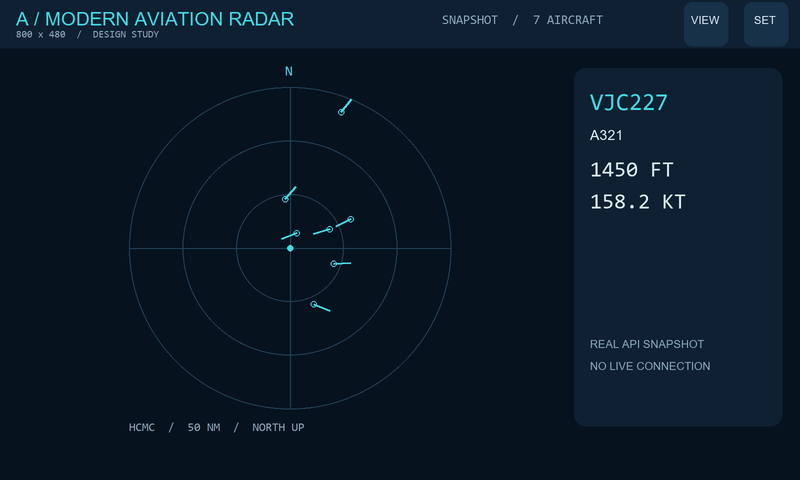 A / MODERN AVIATION RADAR
800 x 480 / DESIGN STUDY
SNAPSHOT / 7 AIRCRAFT
VIEW
SET
N
VJC227
A321
1450 FT
158.2 KT
REAL API SNAPSHOT
NO LIVE CONNECTION
HCMC / 50 NM / NORTH UP